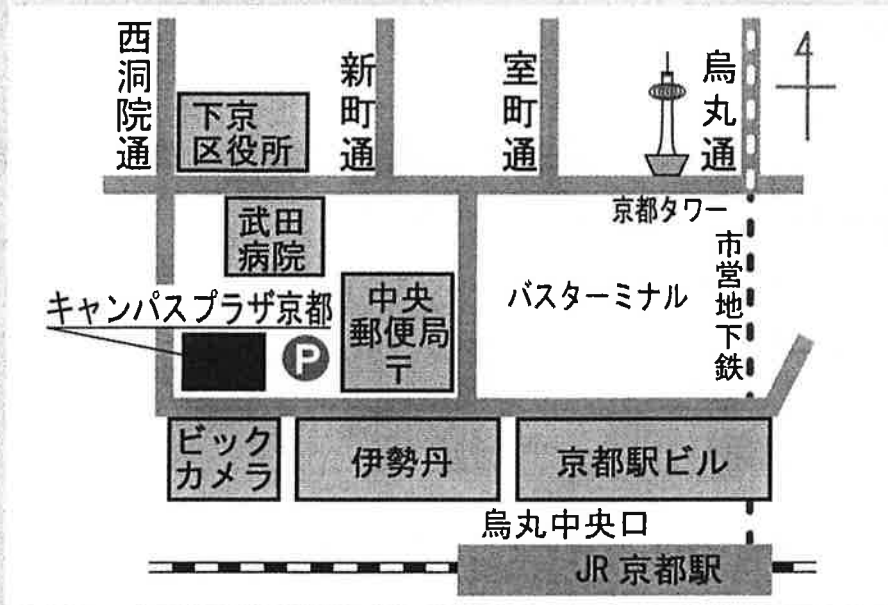 西洞院通
新町通
室町通
烏丸通
下京
区役所
京都タワー
武田
病院
市営地下鉄
キャンパスプラザ京都
P
中央
郵便局
〒
バスターミナル
ビック
カメラ
伊勢丹
京都駅ビル
烏丸中央口
JR 京都駅